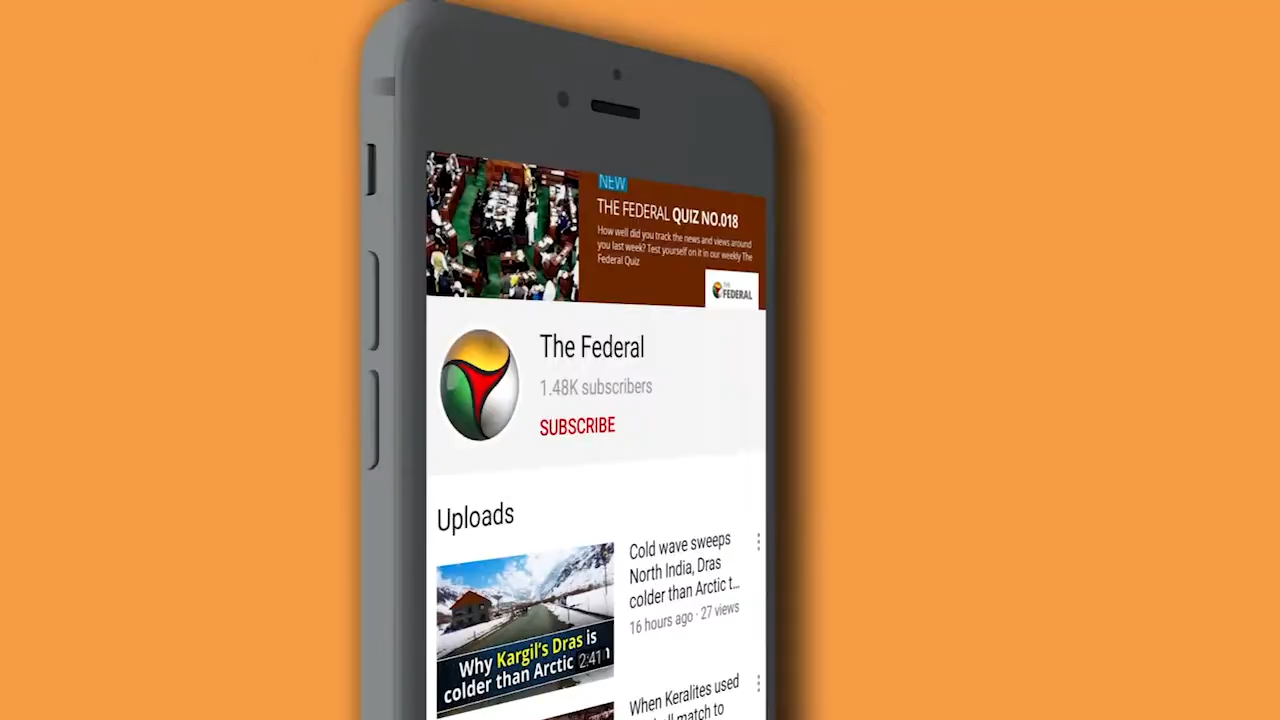 NEW
THE FEDERAL QUIZ NO.018
How well did you track the news and views around
you last week? Test yourself on it in our weekly The
Federal Quiz
THE
FEDERAL
The Federal
1.48K subscribers
SUBSCRIBE
Uploads
Cold wave sweeps
North India, Dras
colder than Arctic t...
16 hours ago · 27 views
Why Kargil's Dras is
colder than Arctic
2:41
When Keralites used
match to